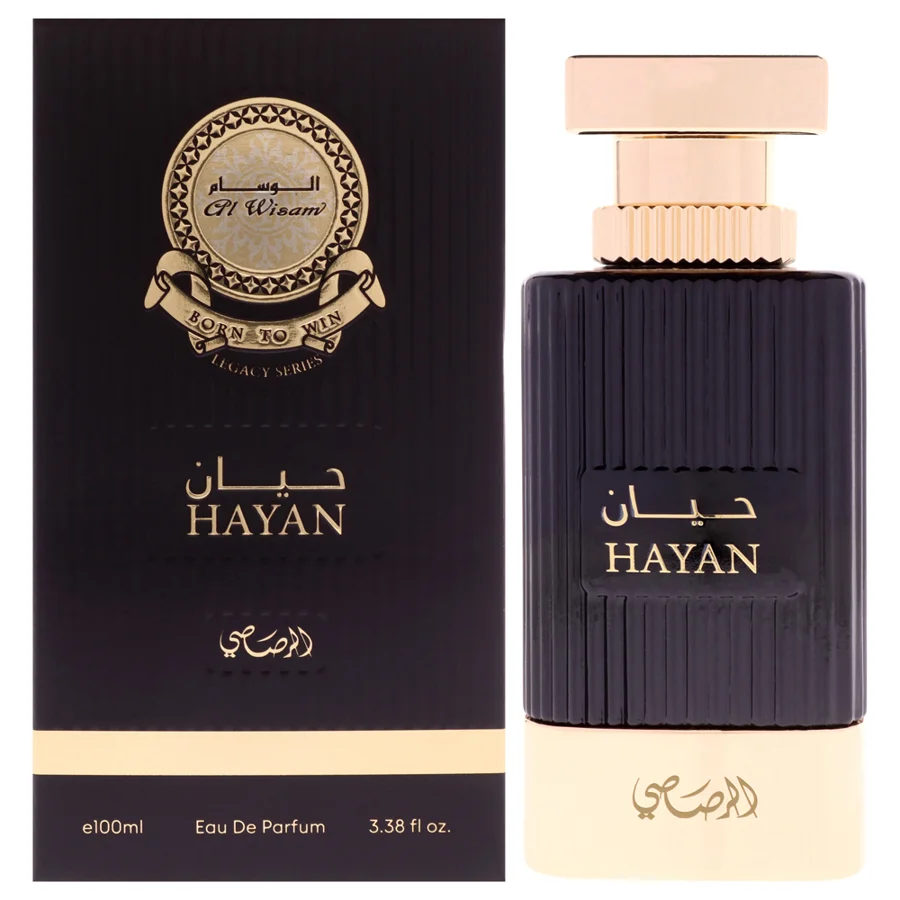 الوسام
Al Wisam
BORN TO WIN
LEGACY SERIES
حيان
HAYAN
الرصاصي
e100ml Eau De Parfum 3.38 fl oz.
حيان
HAYAN
الرصاصي